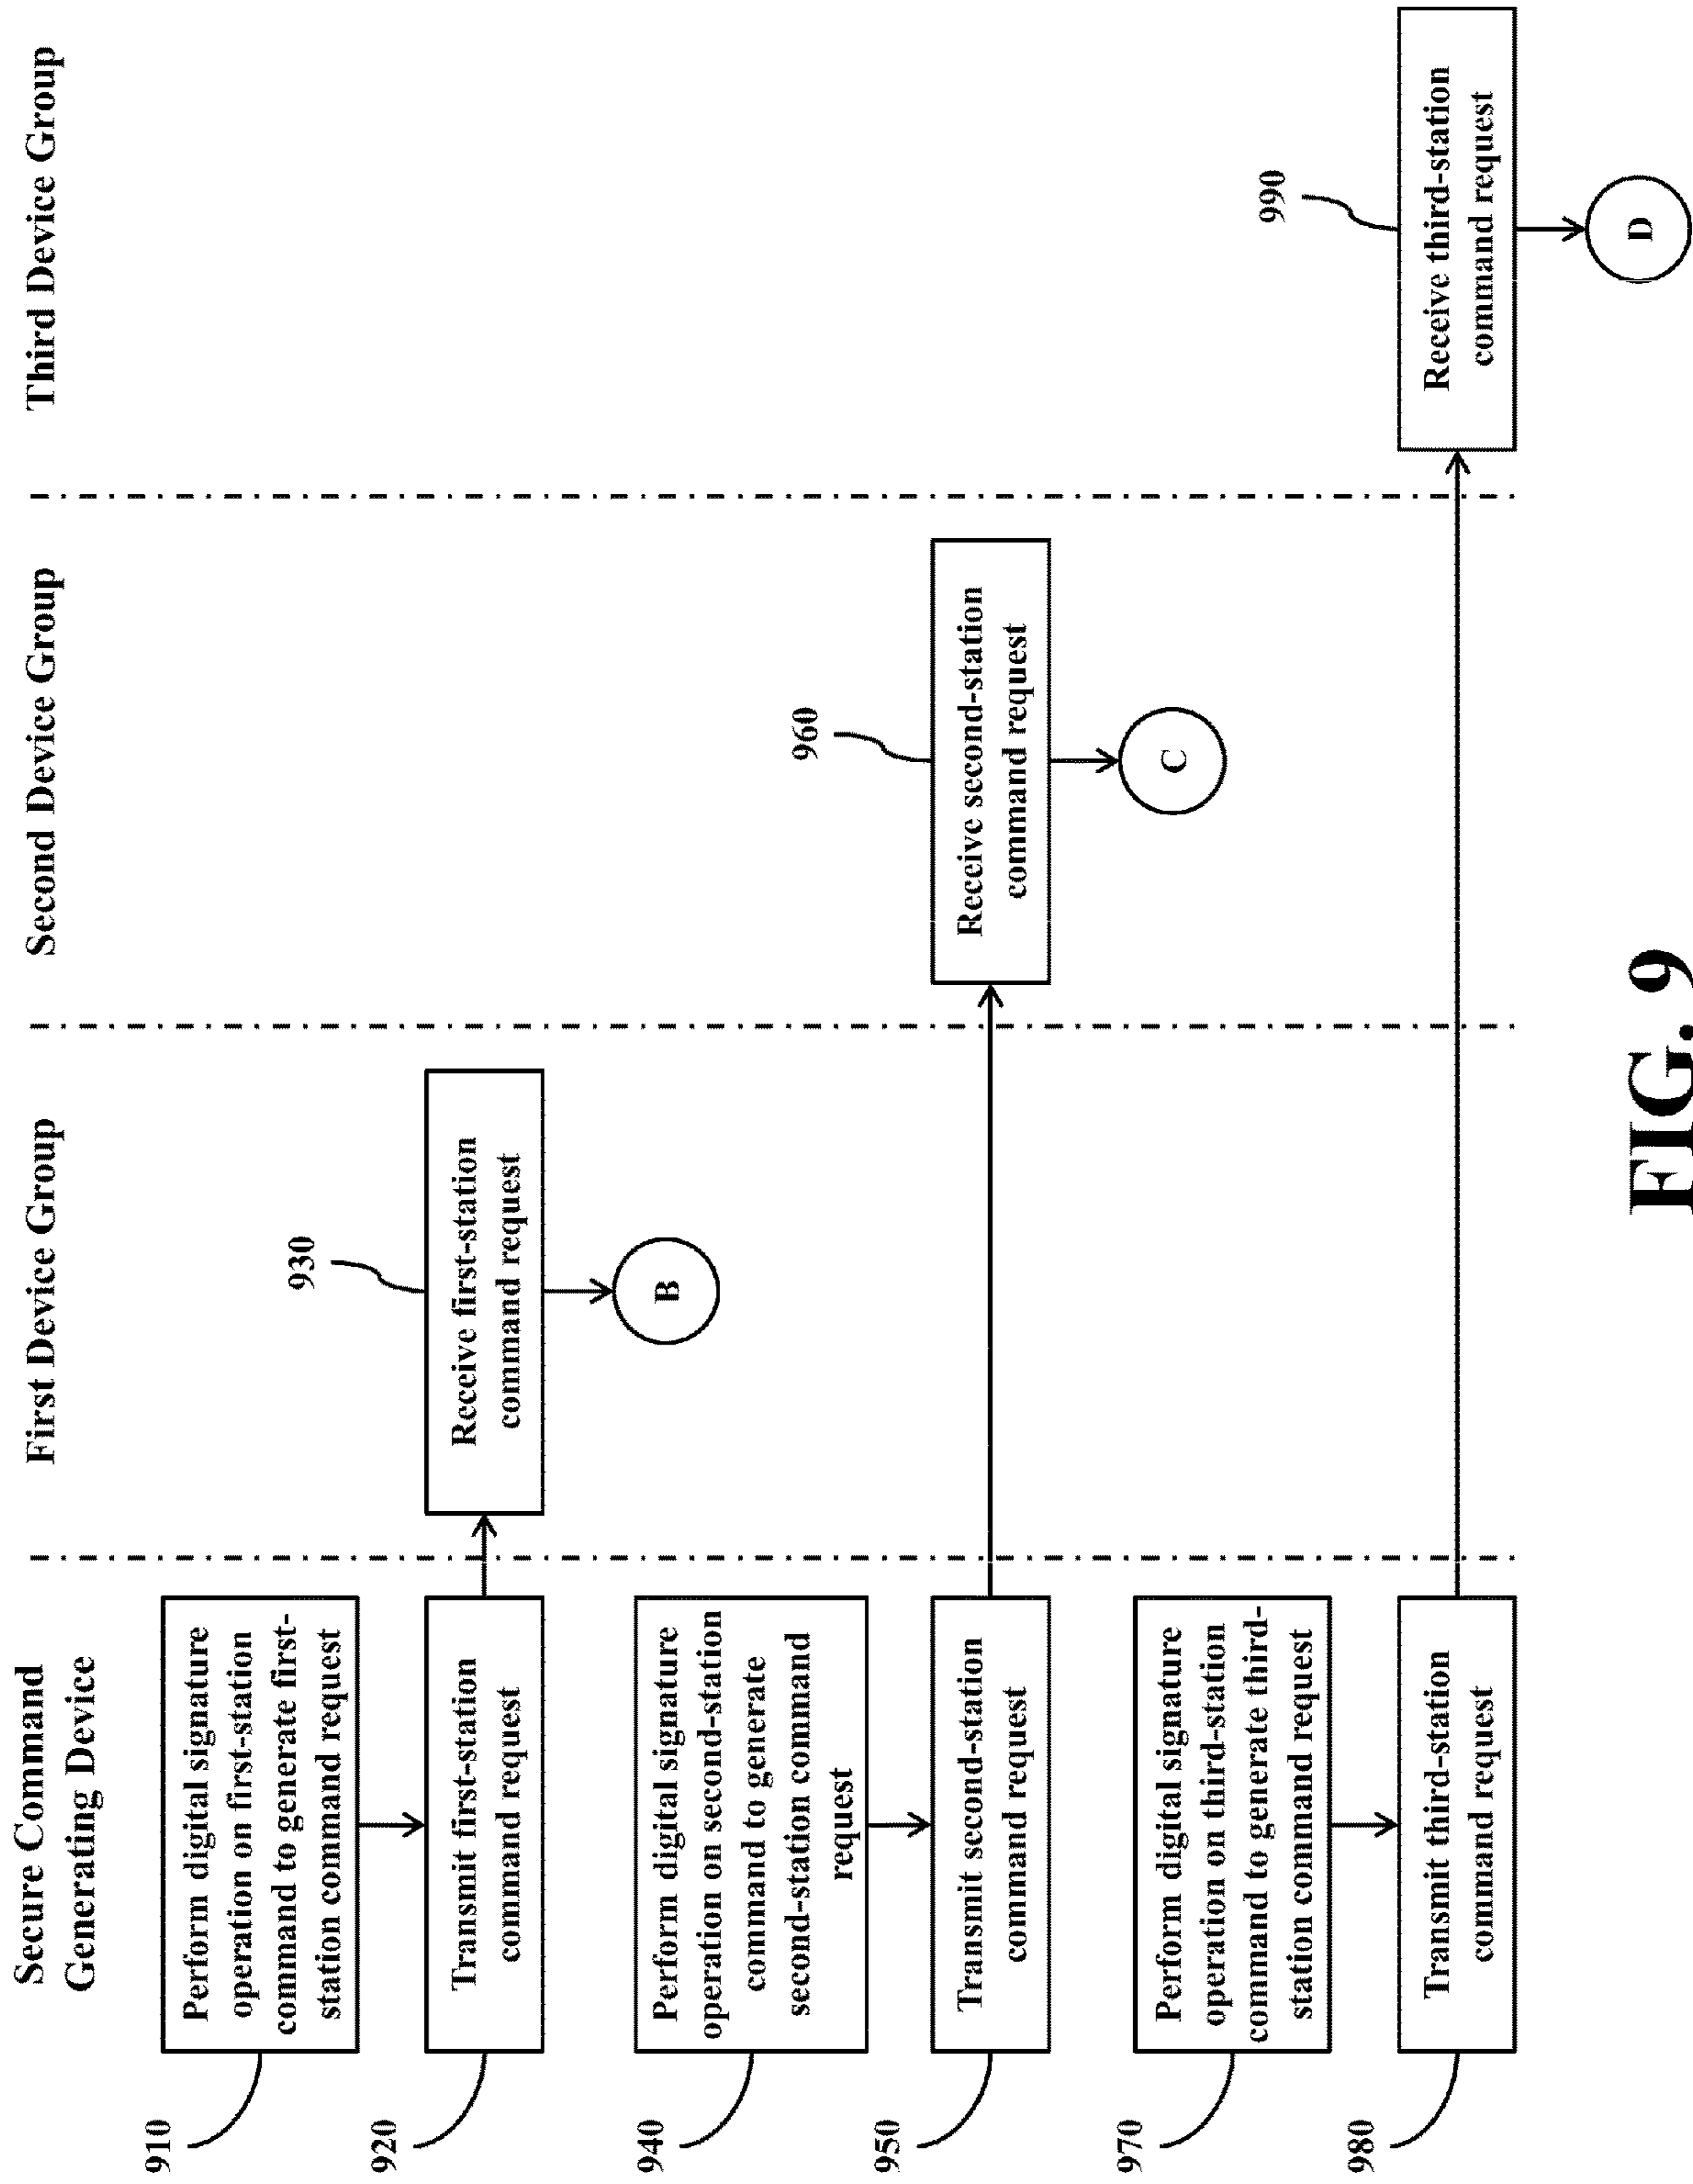 Secure Command
Generating Device
First Device Group
Second Device Group
Third Device Group
910
Perform digital signature
operation on first-station
command to generate first-
station command request
920
Transmit first-station
command request
930
Receive first-station
command request
B
940
Perform digital signature
operation on second-station
command to generate
second-station command
request
950
Transmit second-station
command request
960
Receive second-station
command request
C
970
Perform digital signature
operation on third-station
command to generate third-
station command request
980
Transmit third-station
command request
990
Receive third-station
command request
D
FIG. 9